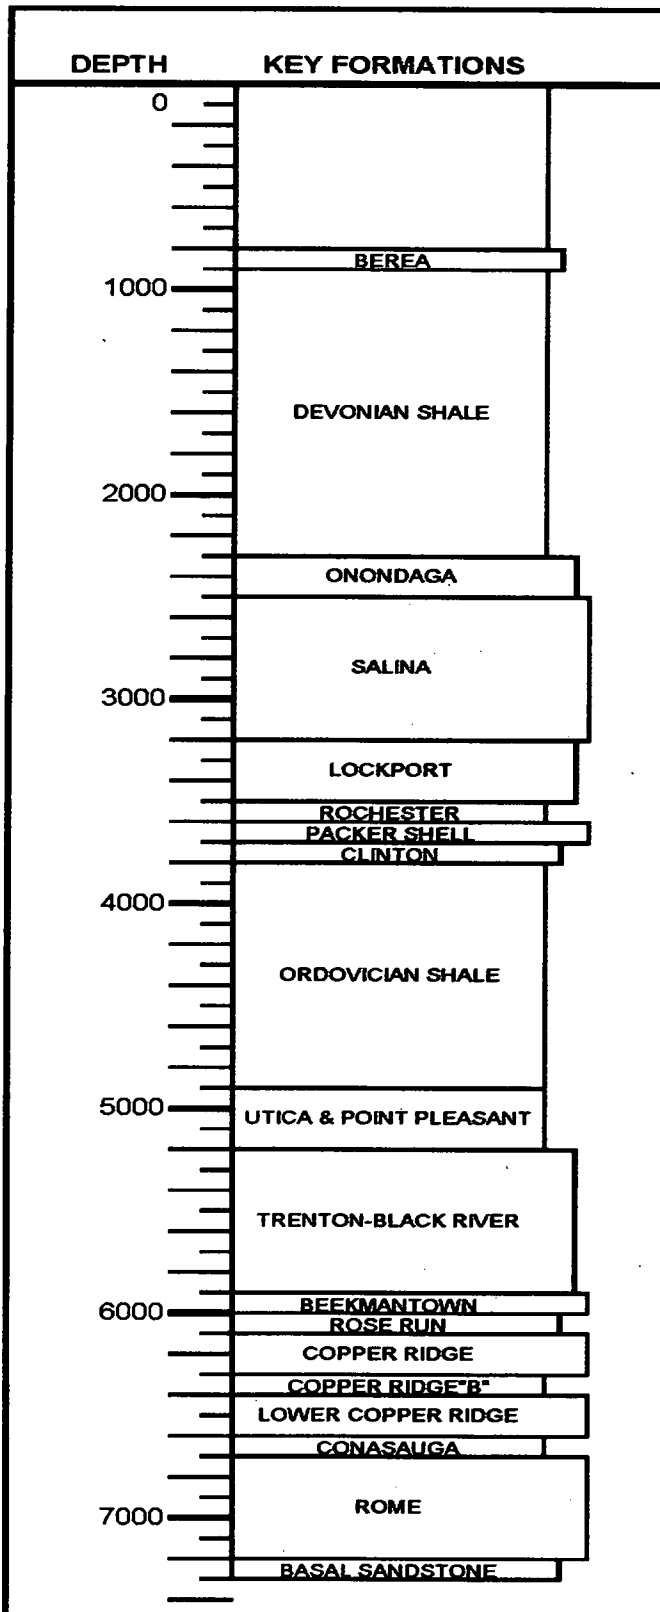 DEPTH KEY FORMATIONS
0
BEREA
1000
DEVONIAN SHALE
2000
ONONDAGA
SALINA
3000
LOCKPORT
ROCHESTER
PACKER SHELL
CLINTON
4000
ORDOVICIAN SHALE
5000
UTICA & POINT PLEASANT
TRENTON-BLACK RIVER
BEEKMANTOWN
6000
ROSE RUN
COPPER RIDGE
COPPER RIDGE"B"
LOWER COPPER RIDGE
CONASAUGA
ROME
7000
BASAL SANDSTONE